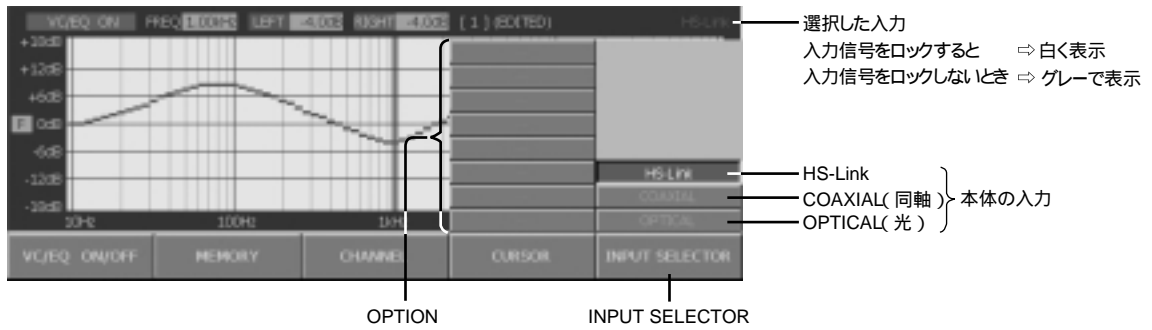 VC/EQ ON FREQ 1.00kHz LEFT -4.0dB RIGHT -4.0dB [ 1 ] (EDITED) HS-Link
+18dB
+12dB
+6dB
F 0dB
-6dB
-12dB
-18dB
10Hz 100Hz 1kHz
HS-Link
COAXIAL
OPTICAL
VC/EQ ON/OFF MEMORY CHANNEL CURSOR INPUT SELECTOR
選択した入力
入力信号をロックすると ⇨ 白く表示
入力信号をロックしないとき ⇨ グレーで表示
HS-Link
COAXIAL( 同軸 )
OPTICAL( 光 )
本体の入力
OPTION
INPUT SELECTOR